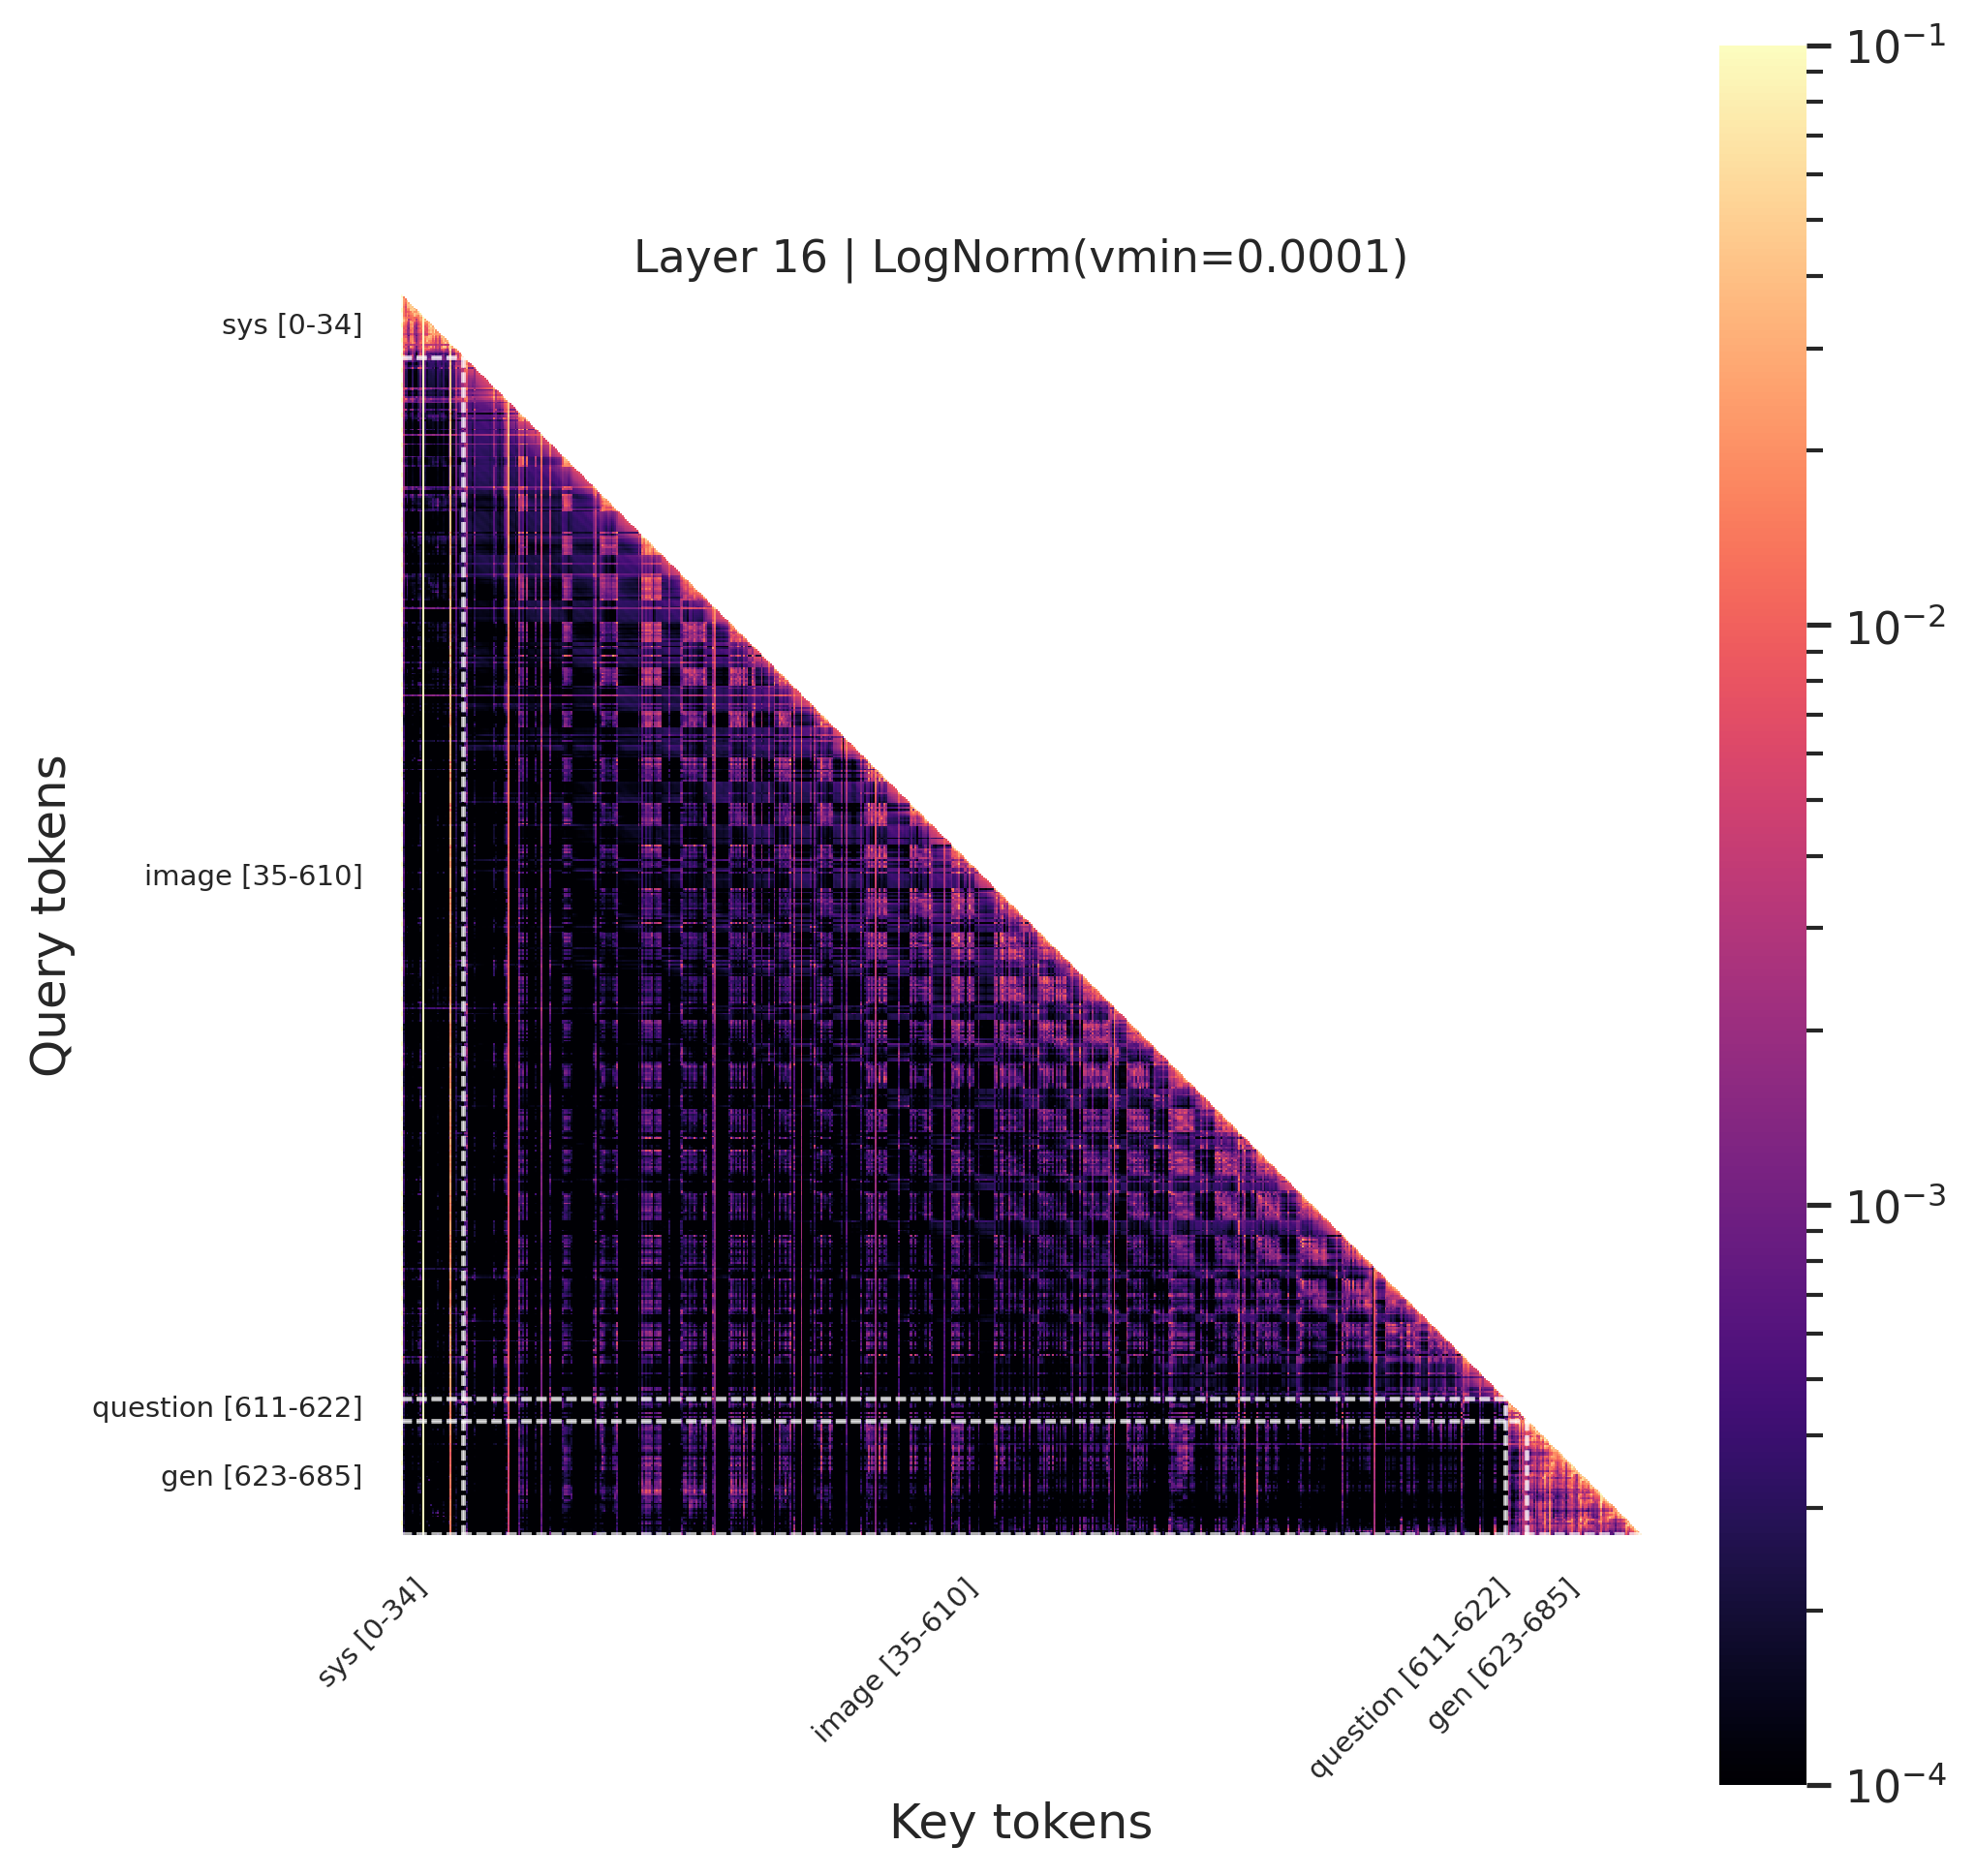 Layer 16 | LogNorm(vmin=0.0001)
Query tokens
sys [0-34]
image [35-610]
question [611-622]
gen [623-685]
sys [0-34]
image [35-610]
question [611-622]
gen [623-685]
Key tokens
10⁻¹
10⁻²
10⁻³
10⁻⁴